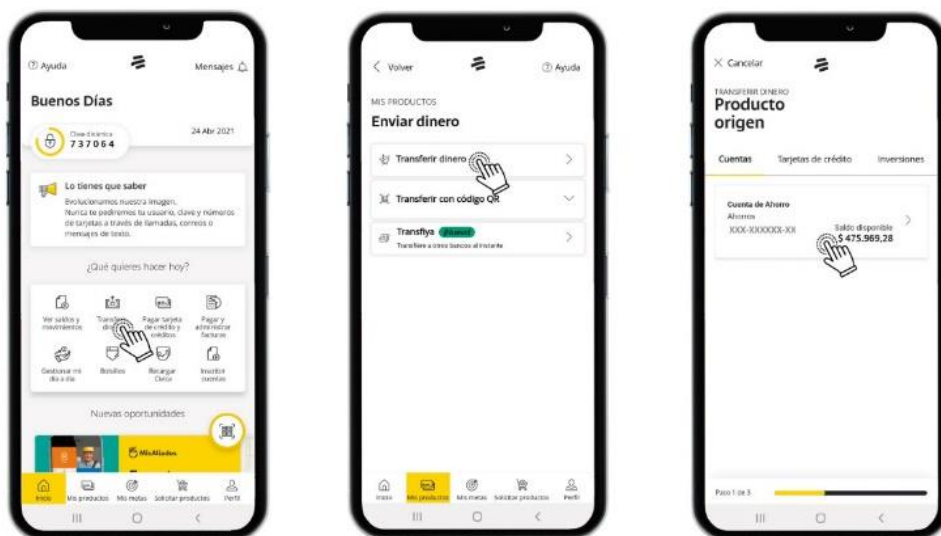 Ayuda
Mensajes
Buenos Días
Clave dinámica
737064
24 Abr 2021
Lo tienes que saber
Evolucionamos nuestra imagen.
Nunca te pediremos tu usuario, clave y números
de tarjetas a través de llamadas, correos o
mensajes de texto.
¿Qué quieres hacer hoy?
Ver saldos y
movimientos
Pagar tarjeta
de crédito y
créditos
Pagar y
administrar
facturas
Gestionar mi
día a día
Bolsillos
Recargar
Cívica
Inscribir
cuentas
Nuevas oportunidades
MisAliados
Inicio
Mis productos
Mis metas
Solicitar productos
Perfil
Volver
Ayuda
MIS PRODUCTOS
Enviar dinero
Transferir dinero
Transferir con código QR
Transfiya
Transfiere a otros bancos al instante
Inicio
Mis productos
Mis metas
Solicitar productos
Perfil
Cancelar
TRANSFERIR DINERO
Producto
origen
Cuentas
Tarjetas de crédito
Inversiones
Cuenta de Ahorro
Ahorros
XXX-XXXXXX-XX
Saldo disponible
$ 475.969,28
Paso 1 de 3